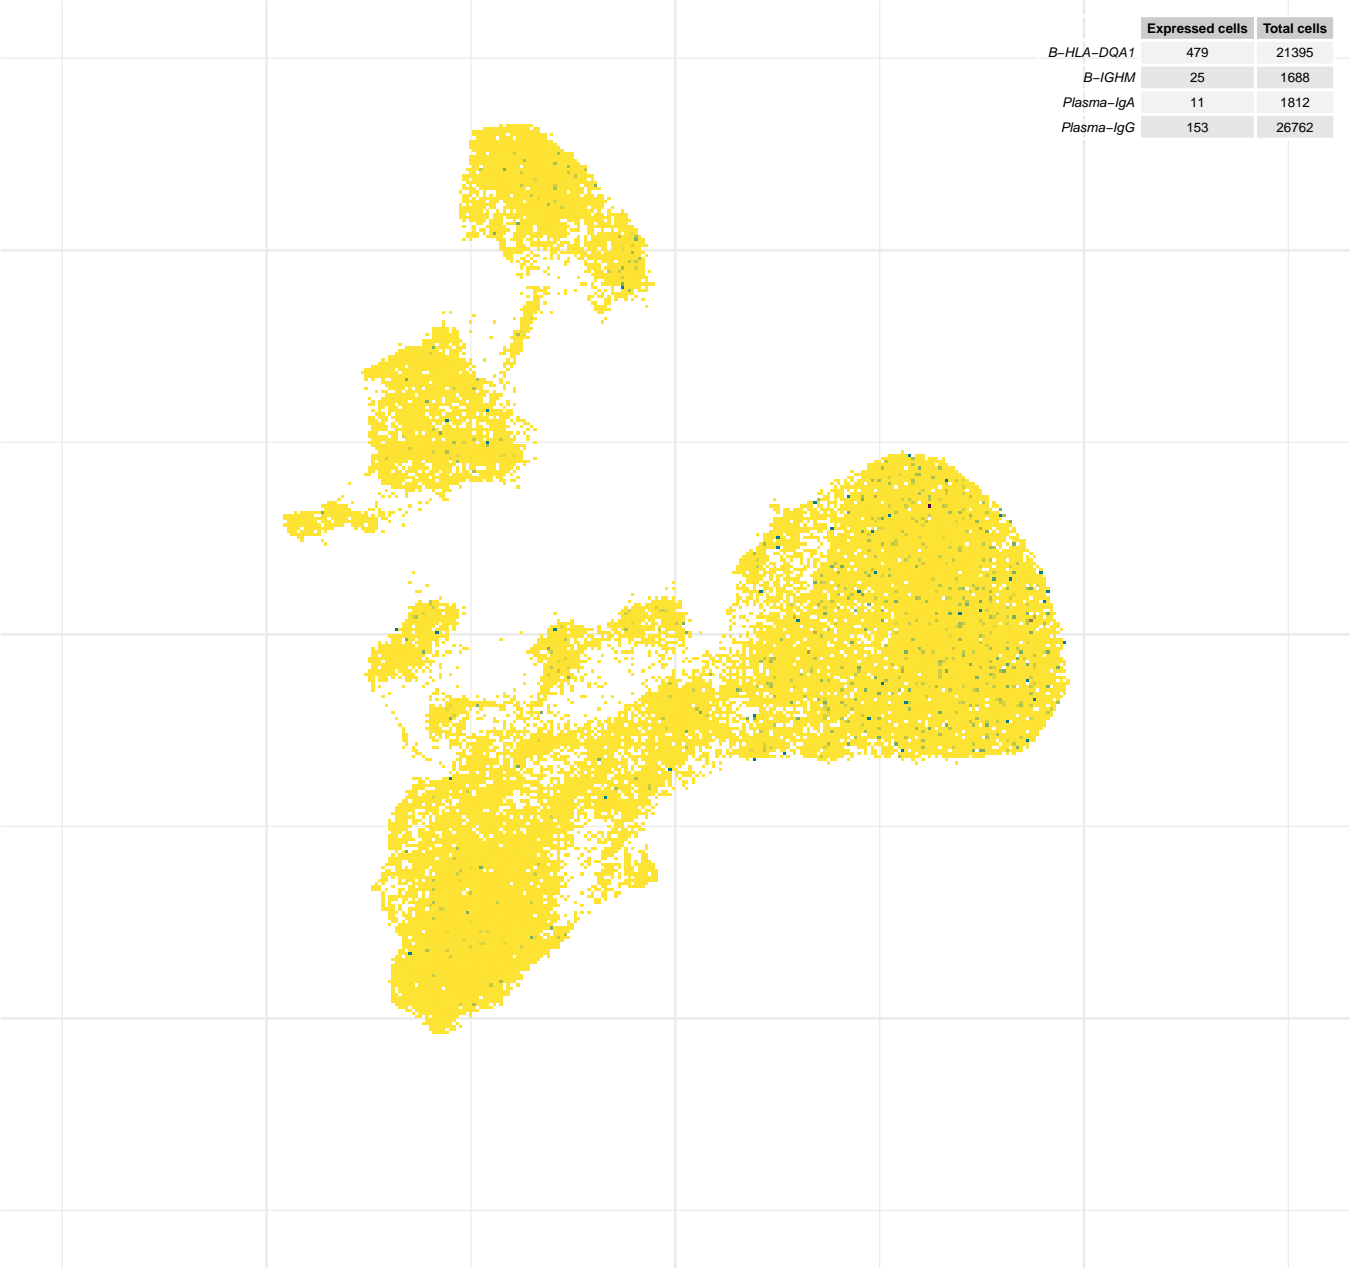 Expressed cells Total cells
B−HLA−DQA1 479 21395
B−IGHM 25 1688
Plasma−IgA 11 1812
Plasma−IgG 153 26762